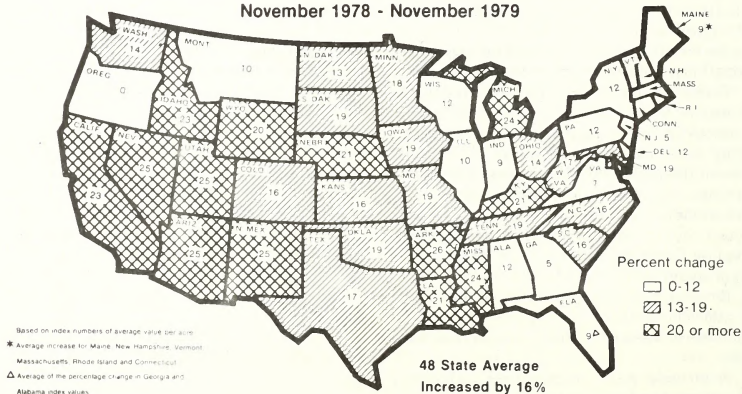 November 1978 - November 1979
WASH
14
OREG
0
MONT
10
IDAHO
23
WYO
20
CALIF
23
NEV
25
UTAH
25
COLO
16
ARIZ
25
N MEX
25
N DAK
13
S DAK
19
NEBR
21
KANS
16
OKLA
19
TEX
17
MINN
18
IOWA
19
MO
19
ARK
26
LA
21
WIS
12
ILL
10
MICH
24
IND
9
OHIO
14
KY
21
TENN
19
MISS
24
ALA
12
GA
5
FLA
9 Δ
S C
16
N C
16
VA
7
W
VA
17
PA
12
N Y
12
VT
MAINE
9 *
N H
MASS
R I
CONN
N J 5
DEL 12
MD 19
Percent change
0-12
13-19
20 or more
48 State Average
Increased by 16%
Based on index numbers of average value per acre
* Average increase for Maine, New Hampshire, Vermont
Massachusetts, Rhode Island and Connecticut
Δ Average of the percentage change in Georgia and
Alabama index values